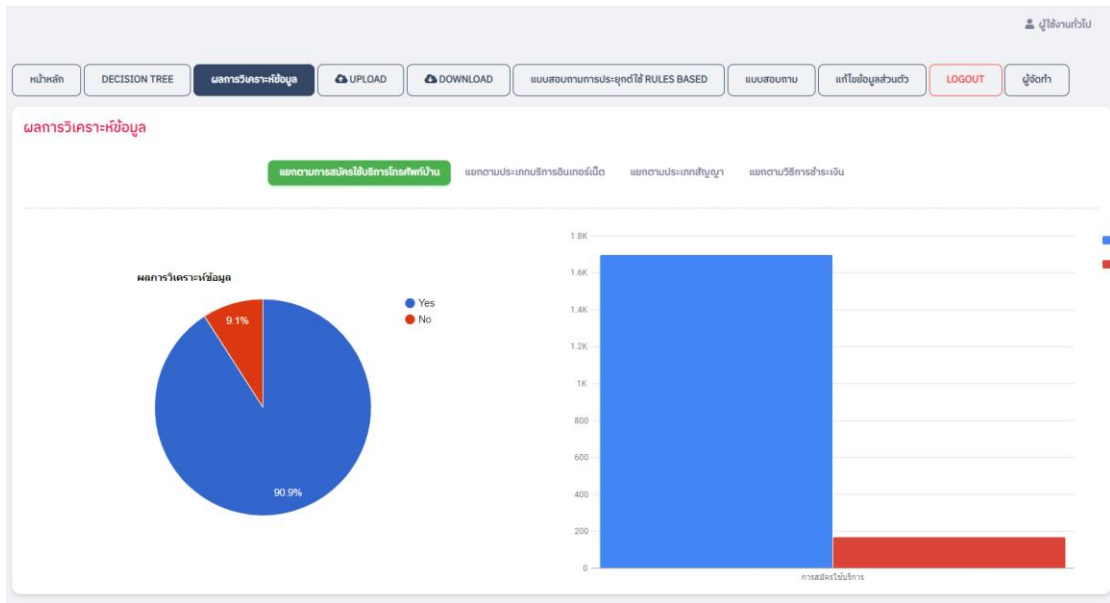 ผู้ใช้งานทั่วไป
หน้าหลัก DECISION TREE ผลการวิเคราะห์ข้อมูล UPLOAD DOWNLOAD แบบสอบถามการประยุกต์ใช้ RULES BASED แบบสอบถาม แก้ไขข้อมูลส่วนตัว LOGOUT ผู้จัดทำ
ผลการวิเคราะห์ข้อมูล
แยกตามการสมัครใช้บริการโทรศัพท์บ้าน แยกตามประเภทบริการอินเทอร์เน็ต แยกตามประเภทสัญญา แยกตามวิธีการชำระเงิน
ผลการวิเคราะห์ข้อมูล
Yes
No
9.1%
90.9%
1.8K
1.6K
1.4K
1.2K
1K
800
600
400
200
0
การสมัครใช้บริการ